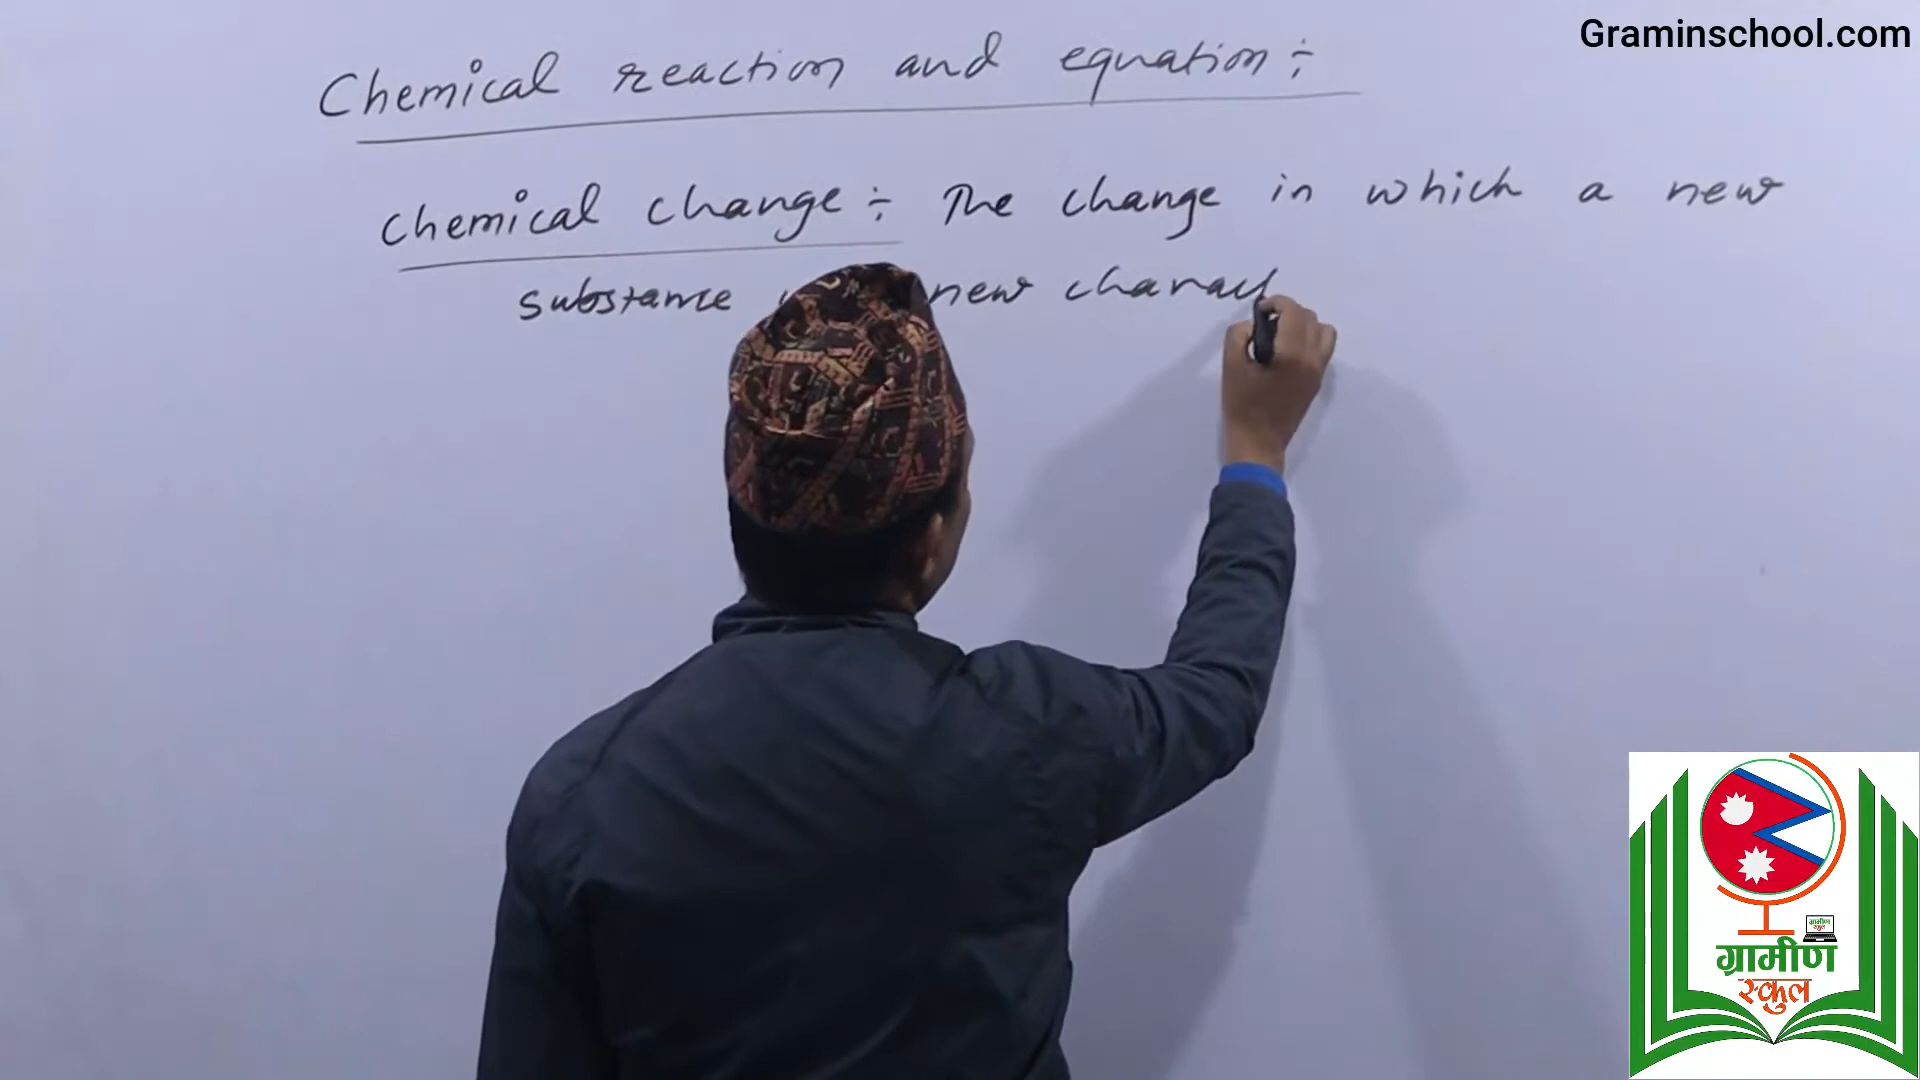 Graminschool.com
Chemical reaction and equation ÷
Chemical change ÷ The change in which a new
substance new charact
ग्रामीण
स्कुल
ग्रामीण
स्कुल